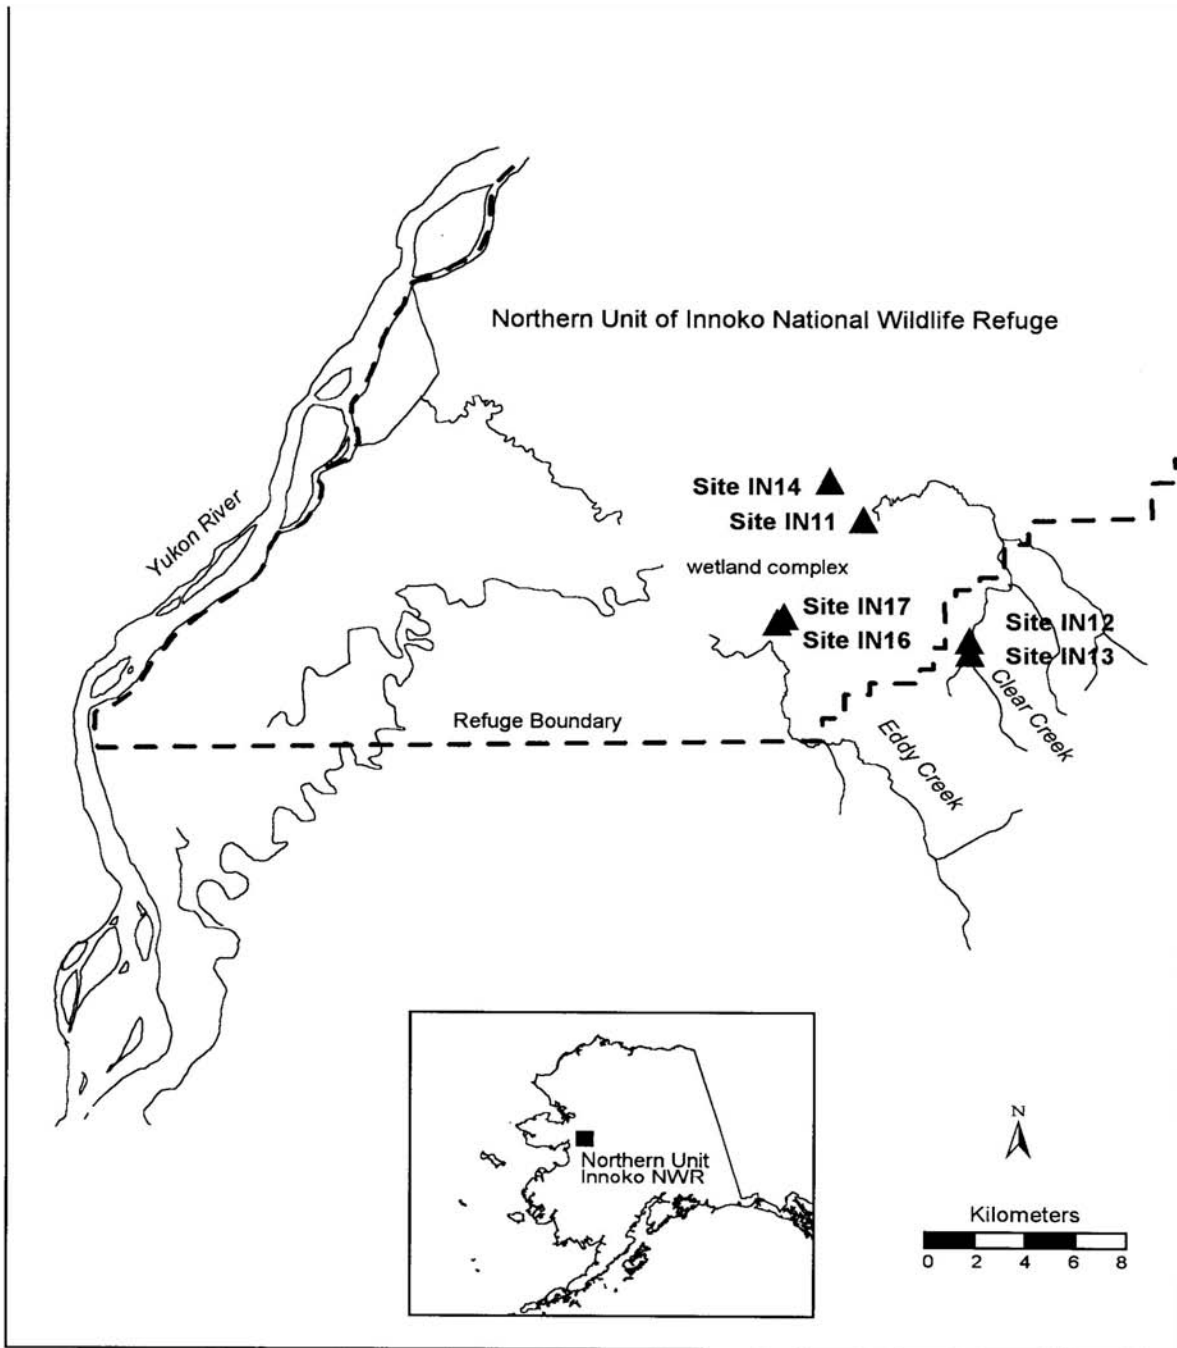 Northern Unit of Innoko National Wildlife Refuge
Yukon River
Site IN14
Site IN11
wetland complex
Site IN17
Site IN16
Site IN12
Site IN13
Clear Creek
Refuge Boundary
Eddy Creek
Northern Unit
Innoko NWR
N
Kilometers
0 2 4 6 8